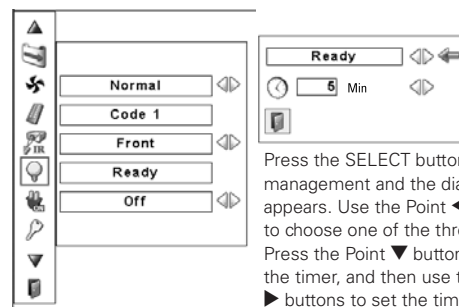 Normal
Code 1
Front
Ready
Off
IR
Ready
5 Min
Press the SELECT button
management and the dia
appears. Use the Point ◀
to choose one of the thre
Press the Point ▼ button
the timer, and then use t
▶ buttons to set the tim